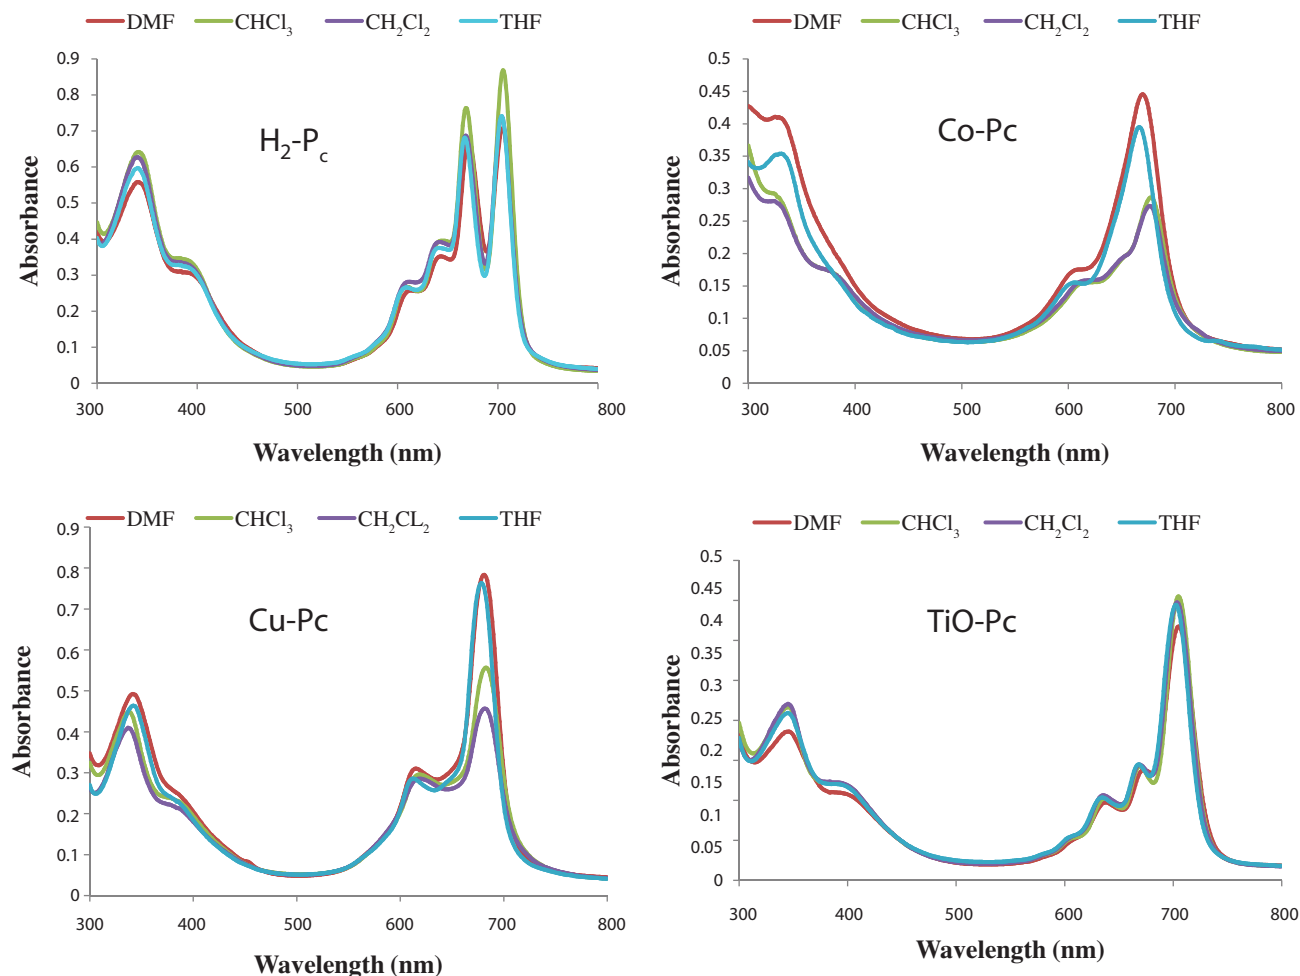 DMF CHCl₃ CH₂Cl₂ THF
0.9
0.8
0.7
0.6
0.5
0.4
0.3
0.2
0.1
0
Absorbance
H₂-P꜀
300 400 500 600 700 800
Wavelength (nm)
DMF CHCl₃ CH₂Cl₂ THF
0.5
0.45
0.4
0.35
0.3
0.25
0.2
0.15
0.1
0.05
0
Absorbance
Co-Pc
300 400 500 600 700 800
Wavelength (nm)
DMF CHCl₃ CH₂CL₂ THF
0.9
0.8
0.7
0.6
0.5
0.4
0.3
0.2
0.1
0
Absorbance
Cu-Pc
300 400 500 600 700 800
Wavelength (nm)
DMF CHCl₃ CH₂Cl₂ THF
0.5
0.45
0.4
0.35
0.3
0.25
0.2
0.15
0.1
0.05
0
Absorbance
TiO-Pc
300 400 500 600 700 800
Wavelength (nm)